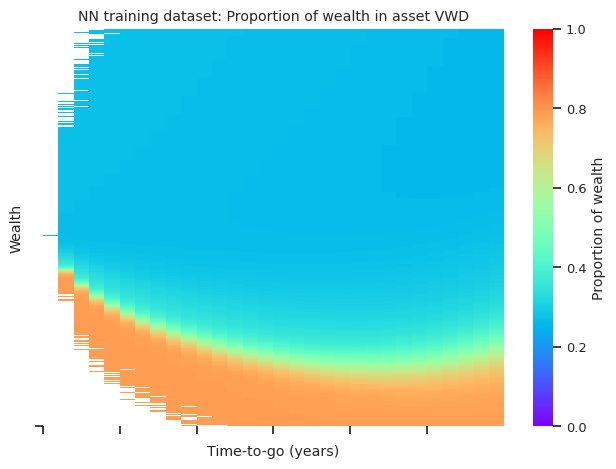 NN training dataset: Proportion of wealth in asset VWD
Wealth
Time-to-go (years)
1.0
0.8
0.6
0.4
0.2
0.0
Proportion of wealth